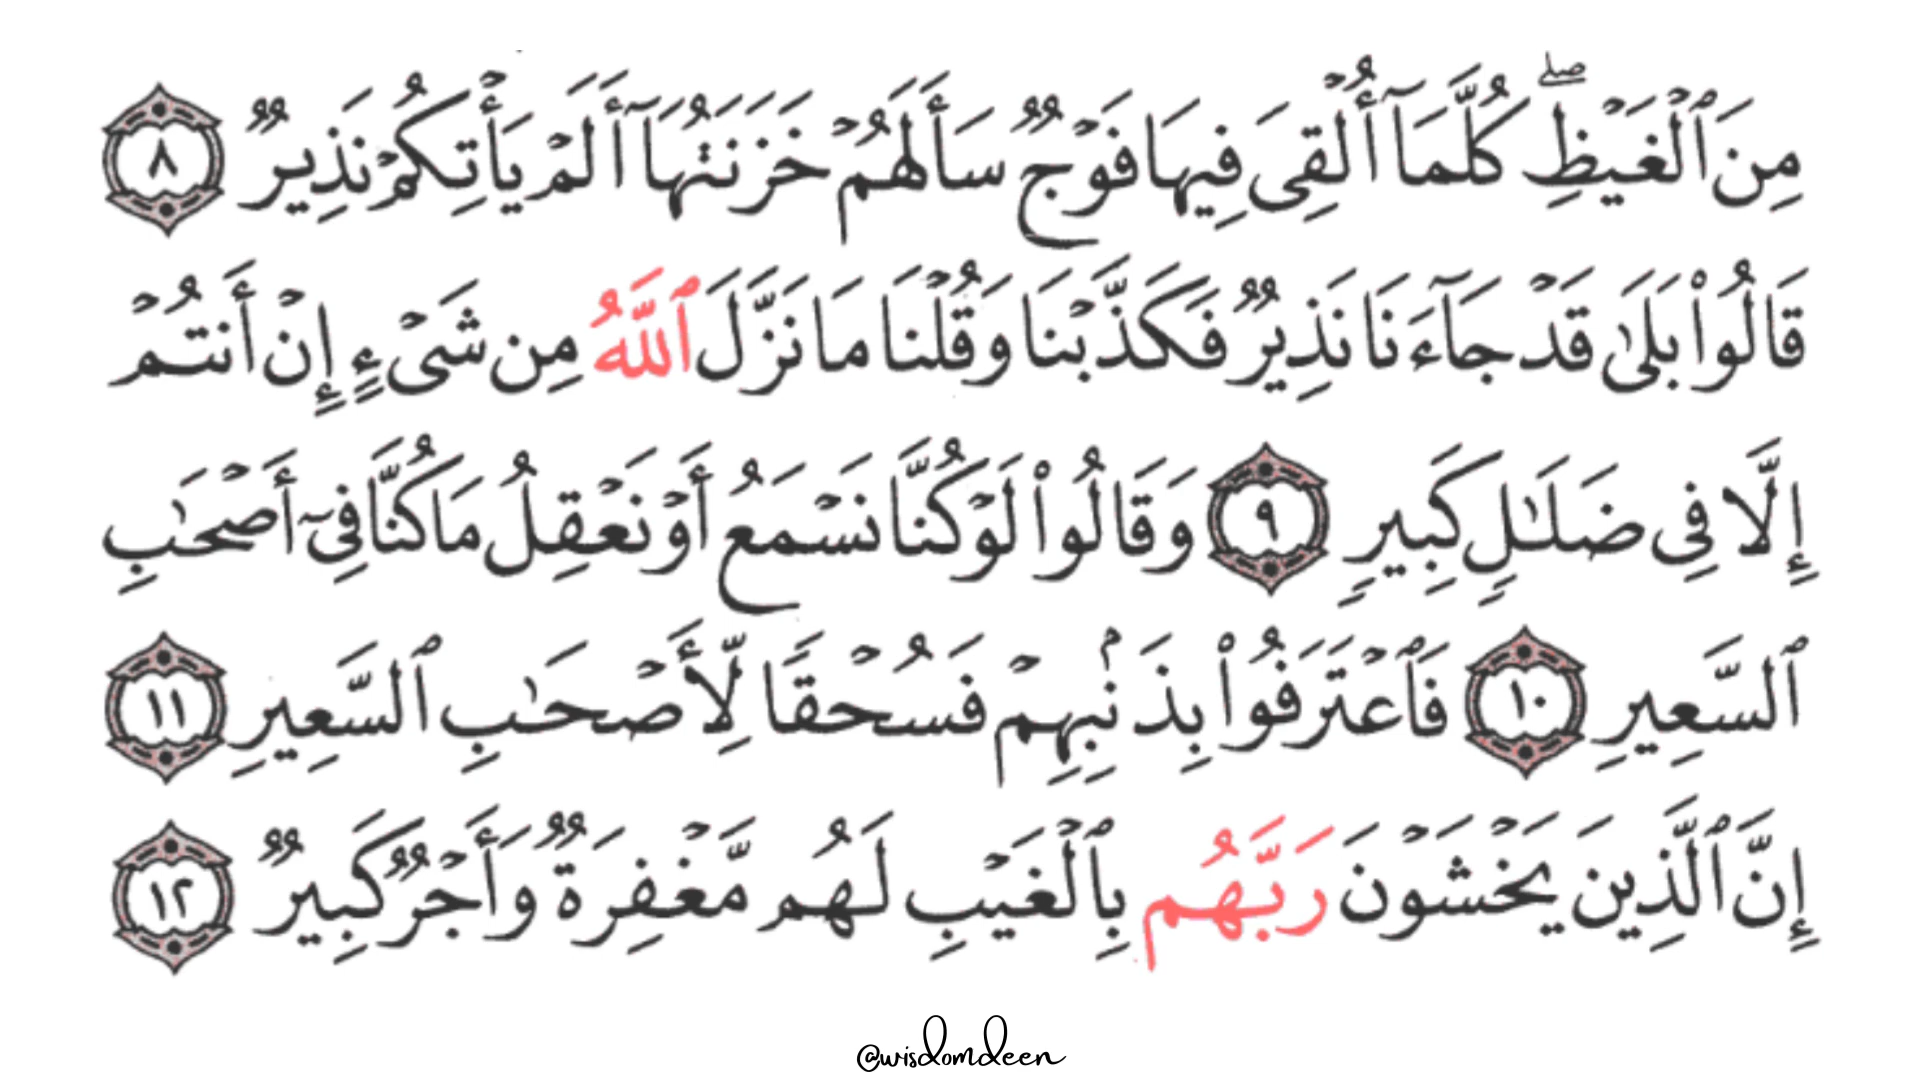 مِنَ ٱلْغَيْظِ ۖ كُلَّمَآ أُلْقِىَ فِيهَا فَوْجٌ سَأَلَهُمْ خَزَنَتُهَآ أَلَمْ يَأْتِكُمْ نَذِيرٌ ٨
قَالُوا۟ بَلَىٰ قَدْ جَآءَنَا نَذِيرٌ فَكَذَّبْنَا وَقُلْنَا مَا نَزَّلَ ٱللَّهُ مِن شَىْءٍ إِنْ أَنتُمْ
إِلَّا فِى ضَلَـٰلٍ كَبِيرٍ ٩ وَقَالُوا۟ لَوْ كُنَّا نَسْمَعُ أَوْ نَعْقِلُ مَا كُنَّا فِىٓ أَصْحَـٰبِ
ٱلسَّعِيرِ ١٠ فَٱعْتَرَفُوا۟ بِذَنۢبِهِمْ فَسُحْقًا لِّأَصْحَـٰبِ ٱلسَّعِيرِ ١١
إِنَّ ٱلَّذِينَ يَخْشَوْنَ رَبَّهُم بِٱلْغَيْبِ لَهُم مَّغْفِرَةٌ وَأَجْرٌ كَبِيرٌ ١٢
@wisdomdeen